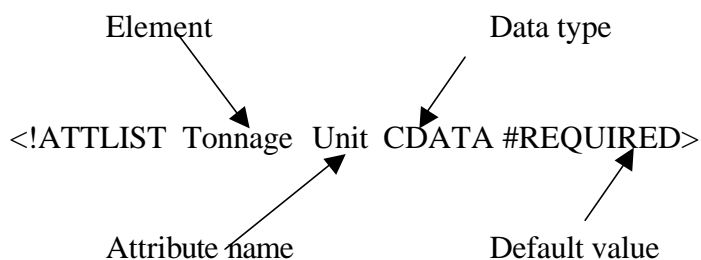 Element Data type
<!ATTLIST Tonnage Unit CDATA #REQUIRED>
Attribute name Default value